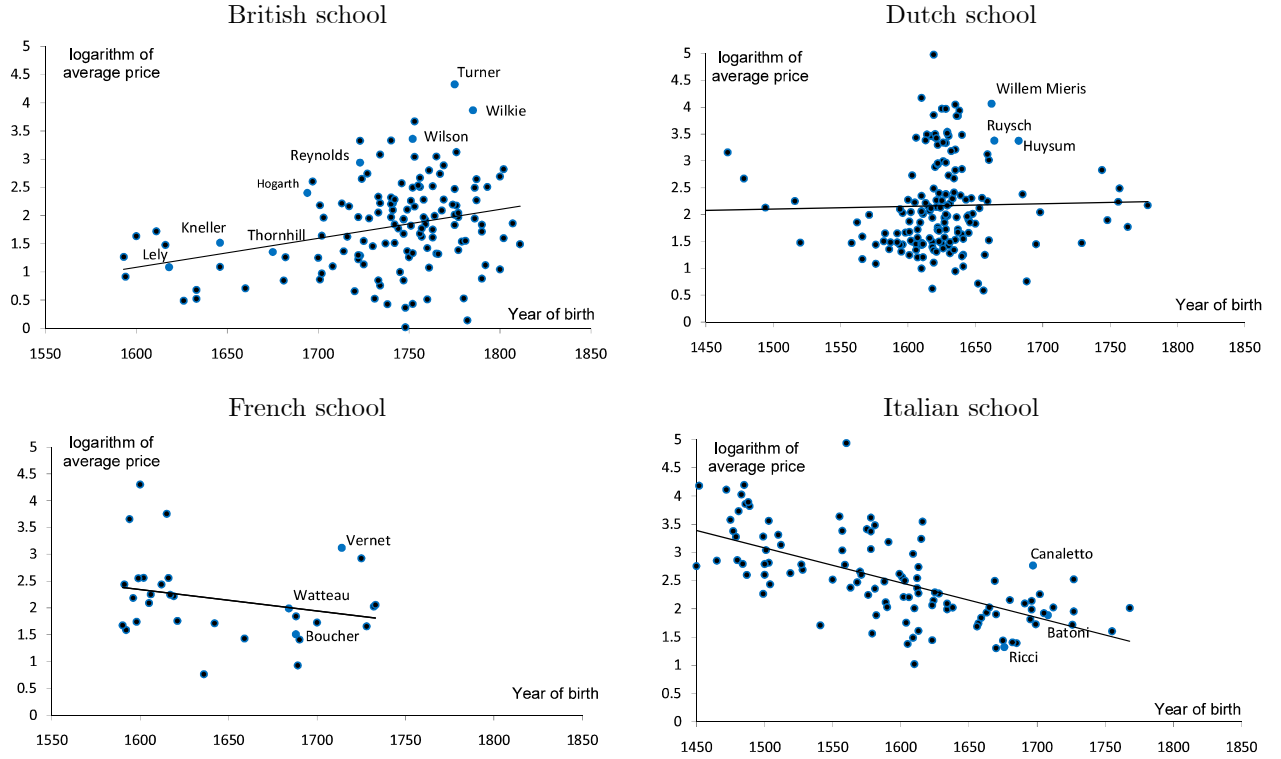 British school
logarithm of
average price
5
4.5
4
3.5
3
2.5
2
1.5
1
0.5
0
Turner
Wilkie
Wilson
Reynolds
Hogarth
Kneller
Thornhill
Lely
Year of birth
1550
1600
1650
1700
1750
1800
1850
Dutch school
logarithm of
average price
5
4.5
4
3.5
3
2.5
2
1.5
1
0.5
0
Willem Mieris
Ruysch
Huysum
Year of birth
1450
1500
1550
1600
1650
1700
1750
1800
1850
French school
logarithm of
average price
5
4.5
4
3.5
3
2.5
2
1.5
1
0.5
0
Vernet
Watteau
Boucher
Year of birth
1550
1600
1650
1700
1750
1800
1850
Italian school
logarithm of
average price
5
4.5
4
3.5
3
2.5
2
1.5
1
0.5
0
Canaletto
Batoni
Ricci
Year of birth
1450
1500
1550
1600
1650
1700
1750
1800
1850